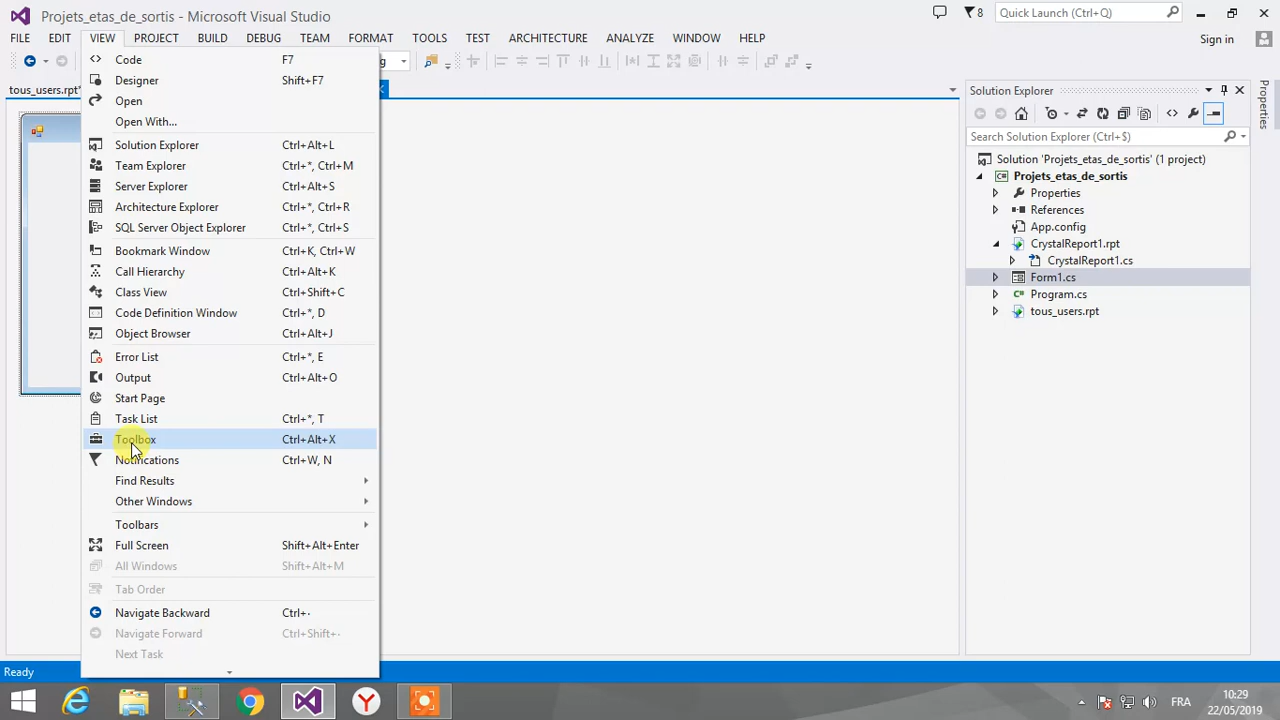 Projets_etas_de_sortis - Microsoft Visual Studio
8
Quick Launch (Ctrl+Q)
FILE EDIT VIEW PROJECT BUILD DEBUG TEAM FORMAT TOOLS TEST ARCHITECTURE ANALYZE WINDOW HELP
Sign in
g
tous_users.rpt*
Code F7
Designer Shift+F7
Open
Open With...
Solution Explorer Ctrl+Alt+L
Team Explorer Ctrl+*, Ctrl+M
Server Explorer Ctrl+Alt+S
Architecture Explorer Ctrl+*, Ctrl+R
SQL Server Object Explorer Ctrl+*, Ctrl+S
Bookmark Window Ctrl+K, Ctrl+W
Call Hierarchy Ctrl+Alt+K
Class View Ctrl+Shift+C
Code Definition Window Ctrl+*, D
Object Browser Ctrl+Alt+J
Error List Ctrl+*, E
Output Ctrl+Alt+O
Start Page
Task List Ctrl+*, T
Toolbox Ctrl+Alt+X
Notifications Ctrl+W, N
Find Results
Other Windows
Toolbars
Full Screen Shift+Alt+Enter
All Windows Shift+Alt+M
Tab Order
Navigate Backward Ctrl+-
Navigate Forward Ctrl+Shift+-
Next Task
Solution Explorer
Search Solution Explorer (Ctrl+$)
Solution 'Projets_etas_de_sortis' (1 project)
Projets_etas_de_sortis
Properties
References
App.config
CrystalReport1.rpt
CrystalReport1.cs
Form1.cs
Program.cs
tous_users.rpt
Properties
Ready
FRA
10:29
22/05/2019